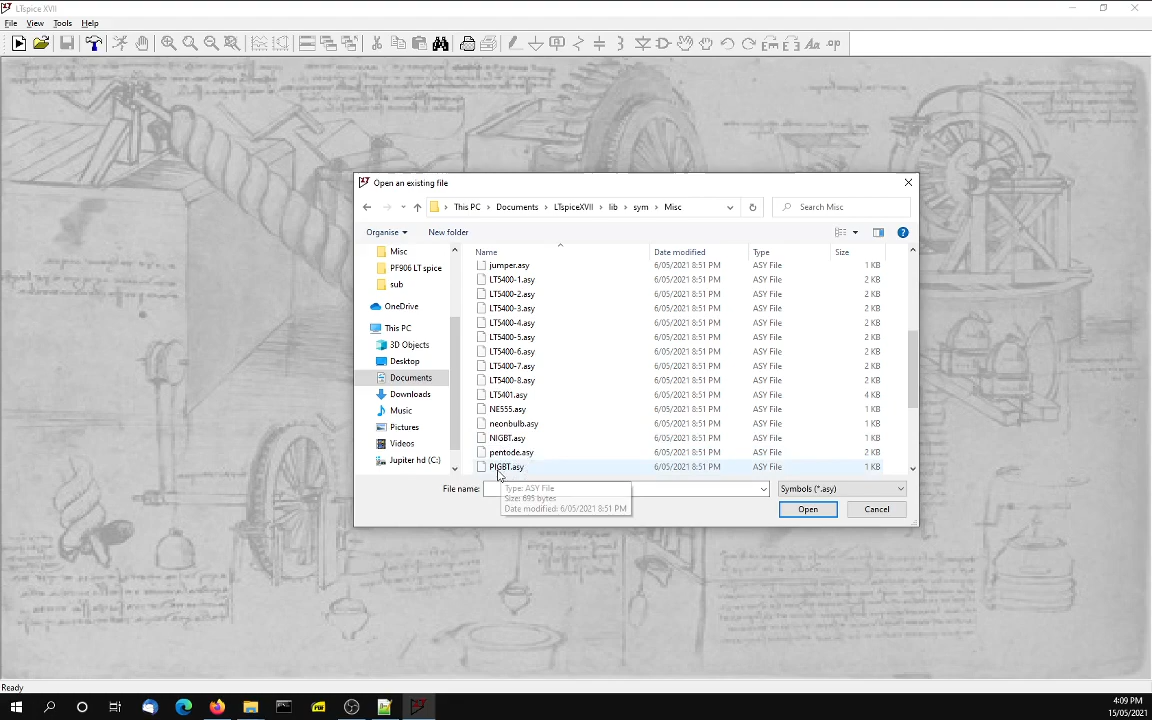 LTspice XVII
File View Tools Help
.op
Open an existing file
This PC > Documents > LTspiceXVII > lib > sym > Misc
Search Misc
Organise
New folder
Name
Date modified
Type
Size
Misc
PF906 LT spice
sub
OneDrive
This PC
3D Objects
Desktop
Documents
Downloads
Music
Pictures
Videos
Jupiter hd (C:)
jumper.asy 6/05/2021 8:51 PM ASY File 1 KB
LT5400-1.asy 6/05/2021 8:51 PM ASY File 2 KB
LT5400-2.asy 6/05/2021 8:51 PM ASY File 2 KB
LT5400-3.asy 6/05/2021 8:51 PM ASY File 2 KB
LT5400-4.asy 6/05/2021 8:51 PM ASY File 2 KB
LT5400-5.asy 6/05/2021 8:51 PM ASY File 2 KB
LT5400-6.asy 6/05/2021 8:51 PM ASY File 2 KB
LT5400-7.asy 6/05/2021 8:51 PM ASY File 2 KB
LT5400-8.asy 6/05/2021 8:51 PM ASY File 2 KB
LT5401.asy 6/05/2021 8:51 PM ASY File 4 KB
NE555.asy 6/05/2021 8:51 PM ASY File 1 KB
neonbulb.asy 6/05/2021 8:51 PM ASY File 1 KB
NIGBT.asy 6/05/2021 8:51 PM ASY File 1 KB
pentode.asy 6/05/2021 8:51 PM ASY File 1 KB
PIGBT.asy 6/05/2021 8:51 PM ASY File 1 KB
File name:
Symbols (*.asy)
Type: ASY File
Size: 695 bytes
Date modified: 6/05/2021 8:51 PM
Open
Cancel
Ready
4:09 PM
15/05/2021